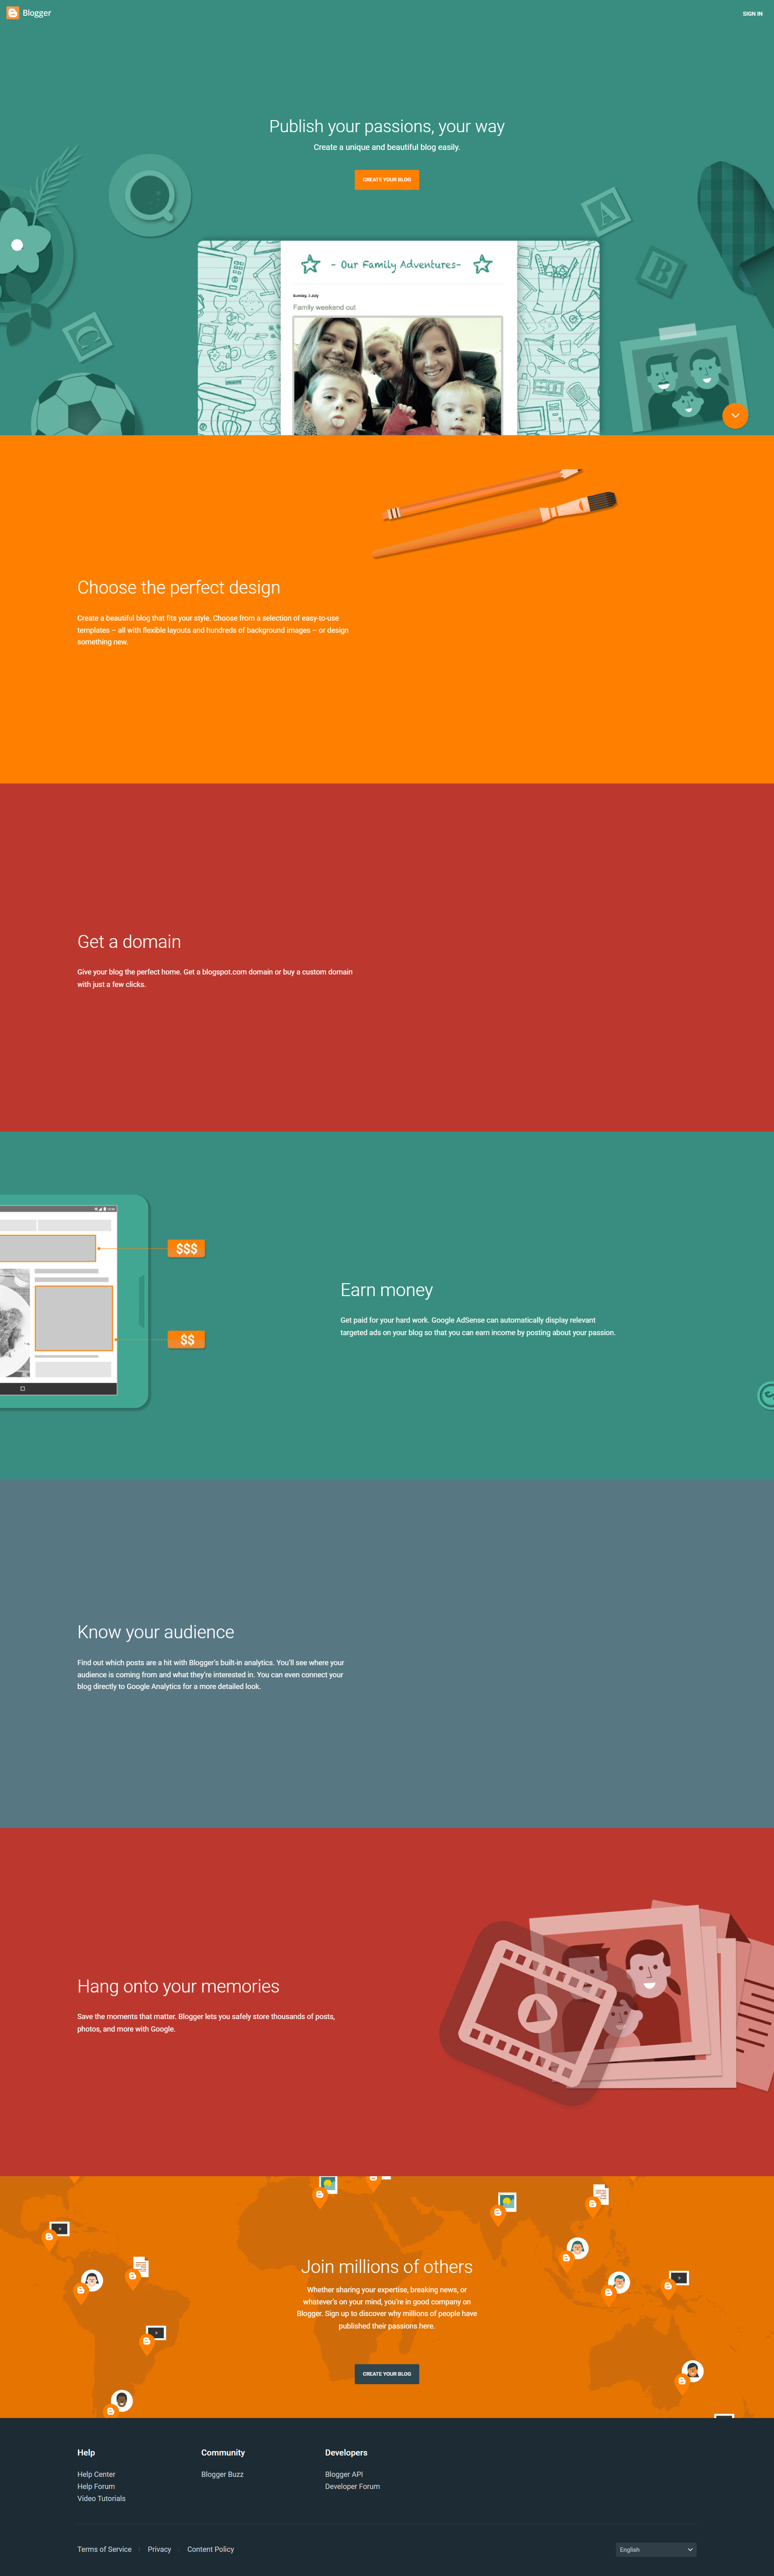 Blogger
SIGN IN
Publish your passions, your way
Create a unique and beautiful blog easily.
CREATE YOUR BLOG
A
B
C
- Our Family Adventures-
Sunday, 3 July
Family weekend out
Choose the perfect design
Create a beautiful blog that fits your style. Choose from a selection of easy-to-use
templates – all with flexible layouts and hundreds of background images – or design
something new.
Get a domain
Give your blog the perfect home. Get a blogspot.com domain or buy a custom domain
with just a few clicks.
$$$
$$
Earn money
Get paid for your hard work. Google AdSense can automatically display relevant
targeted ads on your blog so that you can earn income by posting about your passion.
Know your audience
Find out which posts are a hit with Blogger's built-in analytics. You'll see where your
audience is coming from and what they're interested in. You can even connect your
blog directly to Google Analytics for a more detailed look.
Hang onto your memories
Save the moments that matter. Blogger lets you safely store thousands of posts,
photos, and more with Google.
Join millions of others
Whether sharing your expertise, breaking news, or
whatever's on your mind, you're in good company on
Blogger. Sign up to discover why millions of people have
published their passions here.
CREATE YOUR BLOG
Help
Help Center
Help Forum
Video Tutorials
Community
Blogger Buzz
Developers
Blogger API
Developer Forum
Terms of Service
Privacy
Content Policy
English